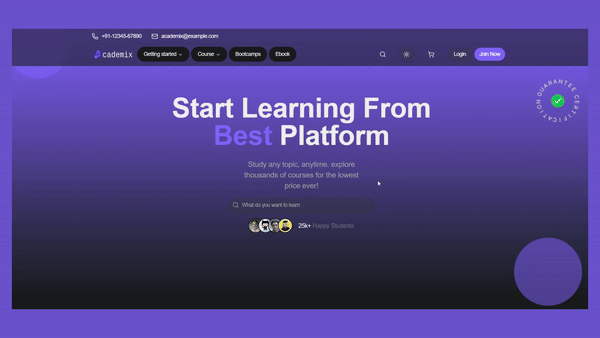 +91-12345-67890 academix@example.com
cademix Getting started Course Bootcamps Ebook Login Join Now
GUARANTEE CERTIFICATION
Start Learning From
Best Platform
Study any topic, anytime. explore
thousands of courses for the lowest
price ever!
What do you want to learn
25k+ Happy Students